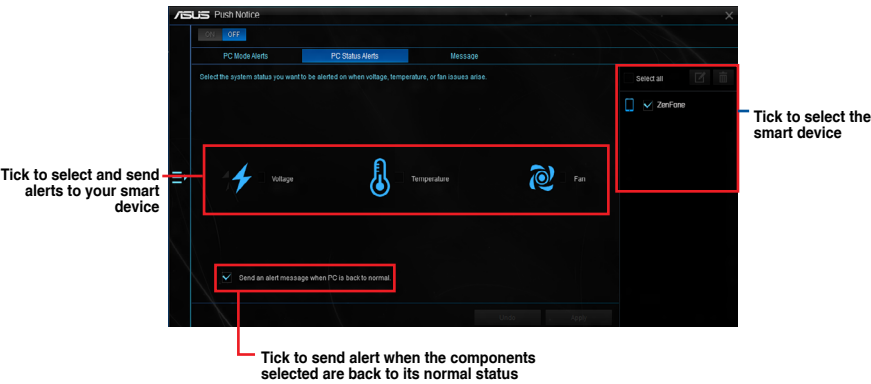 ASUS Push Notice
ON OFF
PC Mode Alerts PC Status Alerts Message
Select the system status you want to be alerted on when voltage, temperature, or fan issues arise.
Select all
ZenFone
Tick to select the
smart device
Tick to select and send
alerts to your smart
device
Voltage Temperature Fan
Send an alert message when PC is back to normal.
Undo Apply
Tick to send alert when the components
selected are back to its normal status